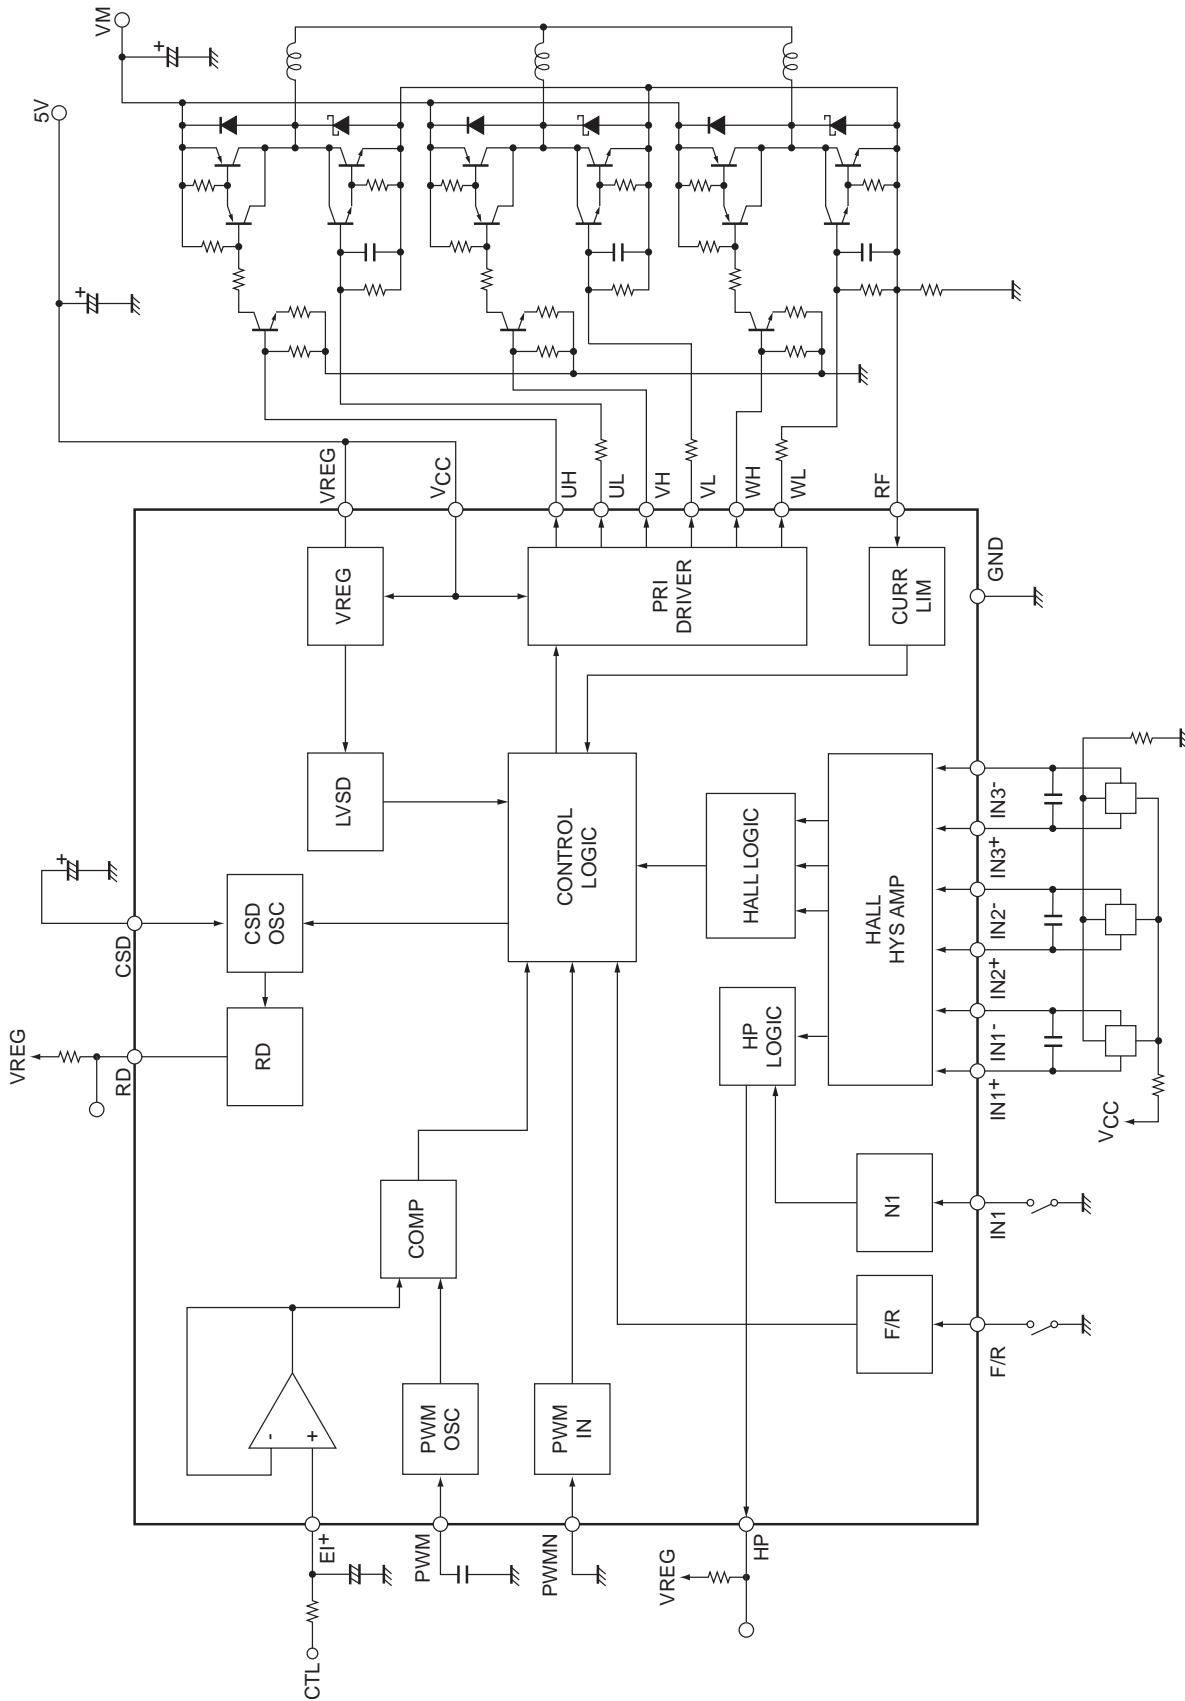 VM
+
5V
+
VREG
VCC
UH
UL
VH
VL
WH
WL
RF
VREG
PRI
DRIVER
CURR
LIM
GND
LVSD
CONTROL
LOGIC
HALL LOGIC
HALL
HYS AMP
HP
LOGIC
IN3-
IN3+
IN2-
IN2+
IN1-
IN1+
VCC
+
CSD
CSD
OSC
VREG
RD
RD
COMP
N1
IN1
F/R
F/R
-
+
PWM
OSC
PWM
IN
EI+
CTL
PWM
PWMN
VREG
HP